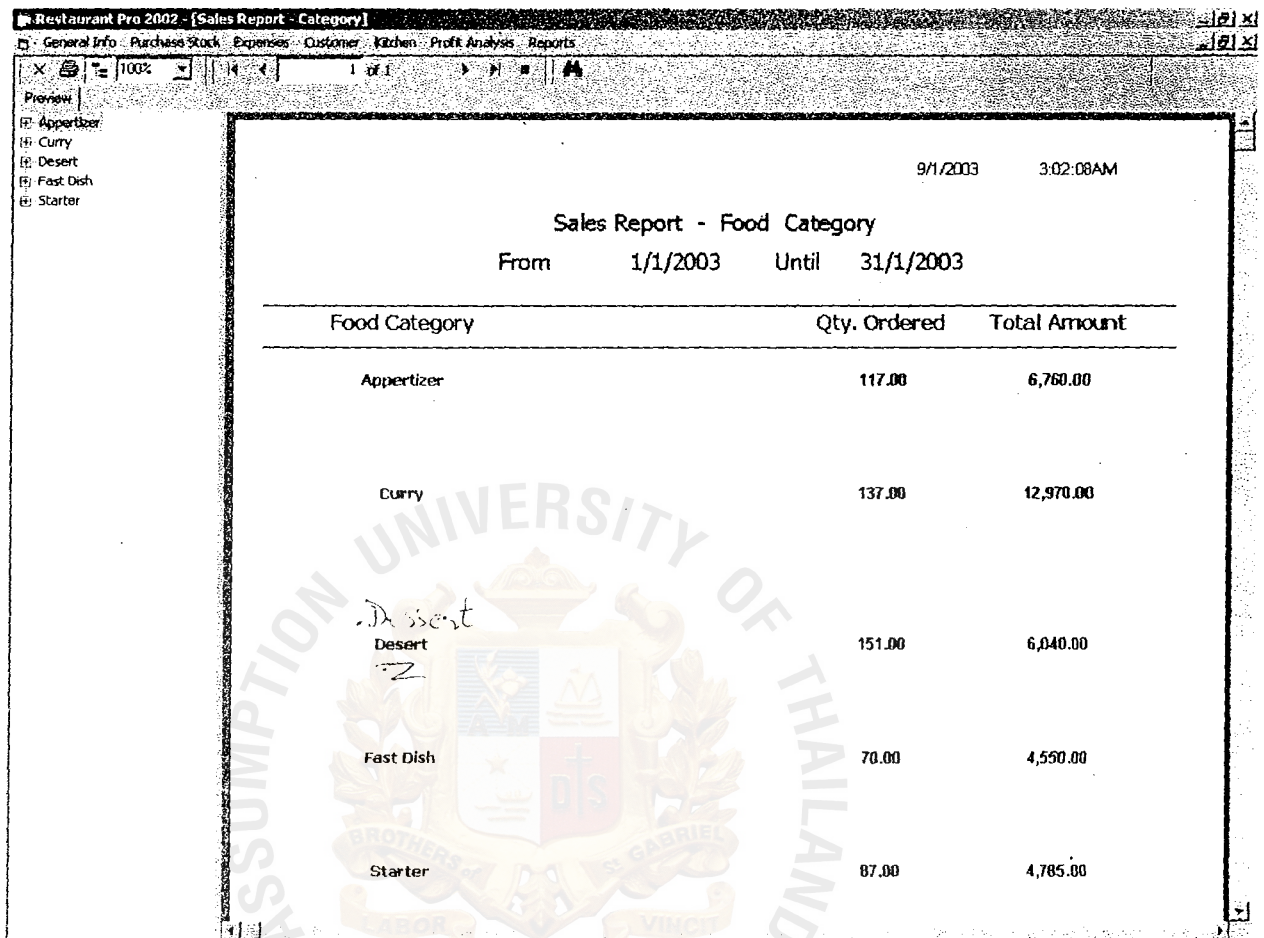 Restaurant Pro 2002 - [Sales Report - Category]
General Info Purchase Stock Expenses Customer Kitchen Profit Analysis Reports
100% 1 of 1
Preview
Appertizer
Curry
Desert
Fast Dish
Starter
9/1/2003 3:02:08AM
Sales Report - Food Category
From 1/1/2003 Until 31/1/2003
Food Category Qty. Ordered Total Amount
Appertizer 117.00 6,760.00
Curry 137.00 12,970.00
Dessert
Desert 151.00 6,040.00
Fast Dish 70.00 4,550.00
Starter 87.00 4,785.00
ASSUMPTION UNIVERSITY OF THAILAND
A M
D S
BROTHERS OF ST GABRIEL
LABOR VINCIT